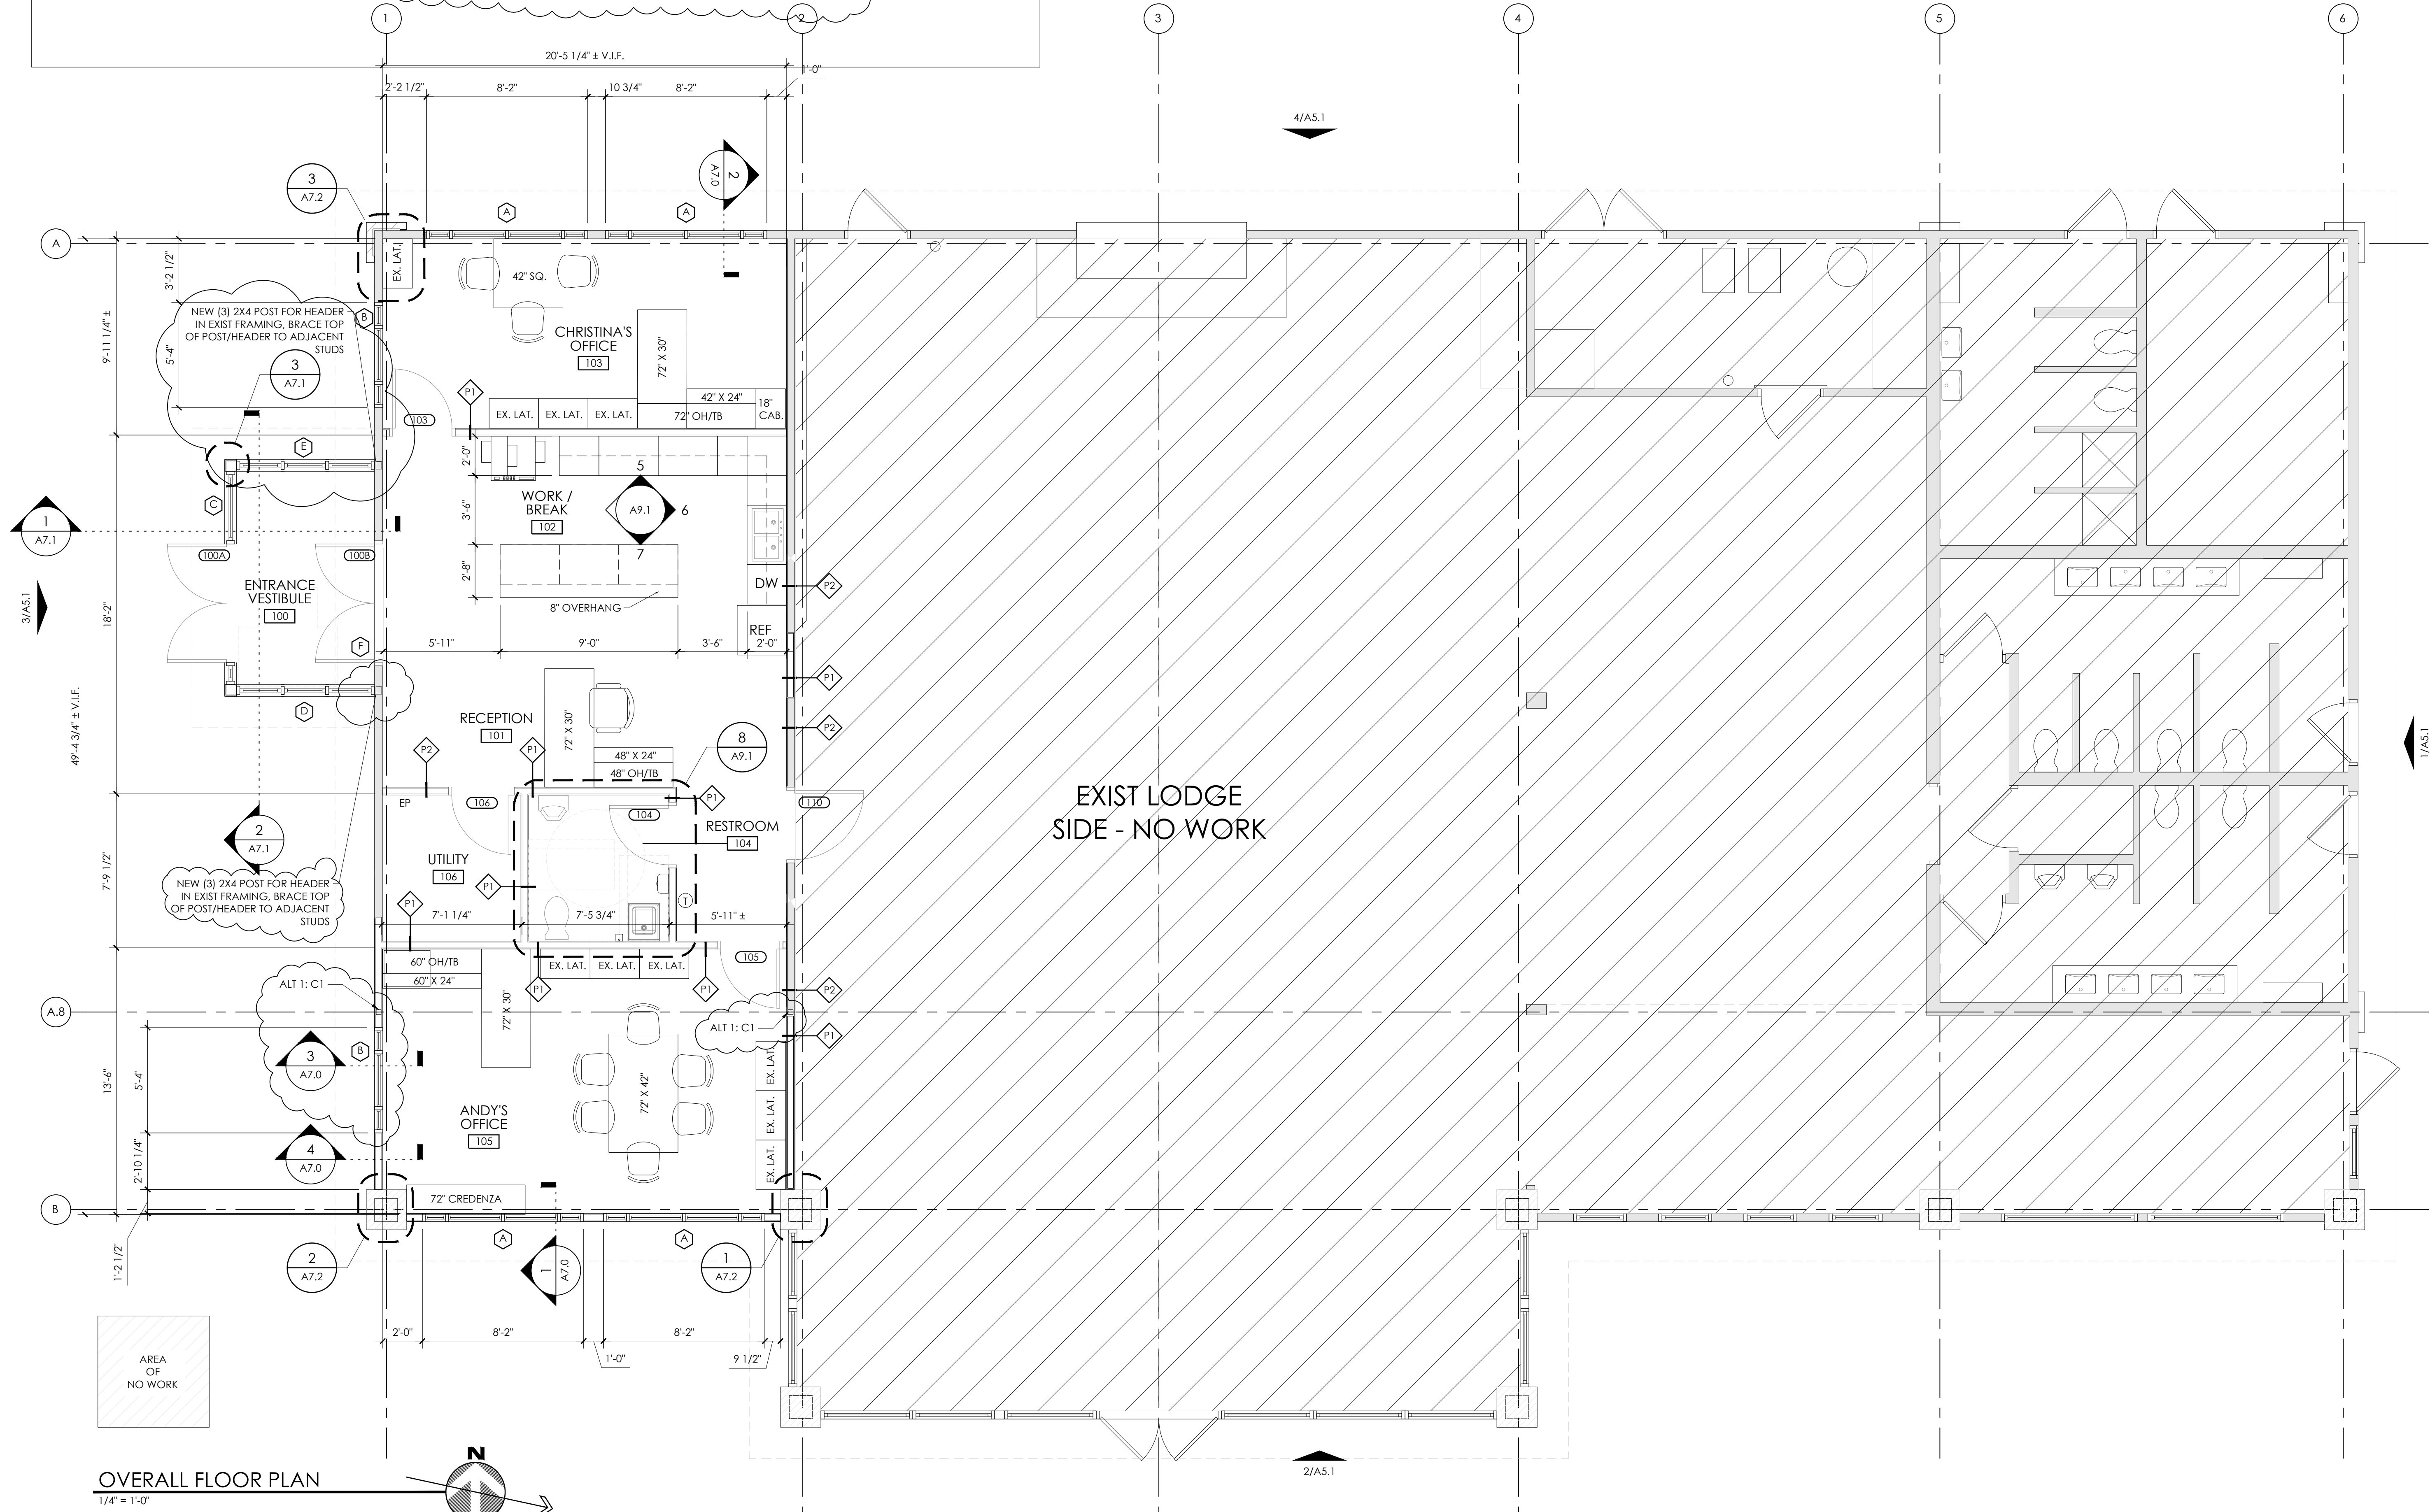 1
2
3
4
5
6
20'-5 1/4" ± V.I.F.
1'-0"
2'-2 1/2"
8'-2"
10 3/4"
8'-2"
4/A5.1
3
A7.2
2
A7.0
A
A
A
EX. LAT.
42" SQ.
3'-2 1/2"
9'-11 1/4" ±
5'-4"
NEW (3) 2X4 POST FOR HEADER
IN EXIST FRAMING, BRACE TOP
OF POST/HEADER TO ADJACENT
STUDS
B
3
A7.1
CHRISTINA'S
OFFICE
103
72" X 30"
P1
42" X 24"
18"
CAB.
EX. LAT.
EX. LAT.
EX. LAT.
72" OH/TB
103
E
2'-0"
5
WORK /
BREAK
102
A9.1
6
7
3'-6"
C
1
A7.1
100A
100B
2'-8"
DW
P2
ENTRANCE
VESTIBULE
100
3/A5.1
18'-2"
8" OVERHANG
REF
F
5'-11"
9'-0"
3'-6"
2'-0"
P1
D
RECEPTION
101
72" X 30"
P2
49'-4 3/4" ± V.I.F.
P2
P1
8
A9.1
48" X 24"
48" OH/TB
1/A5.1
EP
106
P1
110
104
RESTROOM
104
EXIST LODGE
SIDE - NO WORK
2
A7.1
UTILITY
106
P1
7'-9 1/2"
NEW (3) 2X4 POST FOR HEADER
IN EXIST FRAMING, BRACE TOP
OF POST/HEADER TO ADJACENT
STUDS
P1
T
7'-1 1/4"
7'-5 3/4"
5'-11" ±
60" OH/TB
60" X 24"
EX. LAT.
EX. LAT.
EX. LAT.
105
ALT 1: C1
P1
P1
P2
A.8
72" X 30"
ALT 1: C1
P1
B
3
A7.0
13'-6"
5'-4"
72" X 42"
EX. LAT.
EX. LAT.
EX. LAT.
ANDY'S
OFFICE
105
4
A7.0
2'-10 1/4"
72" CREDENZA
B
A
A
2
A7.2
1
A7.0
1
A7.2
1'-2 1/2"
2'-0"
8'-2"
8'-2"
1'-0"
9 1/2"
AREA
OF
NO WORK
2/A5.1
N
OVERALL FLOOR PLAN
1/4" = 1'-0"